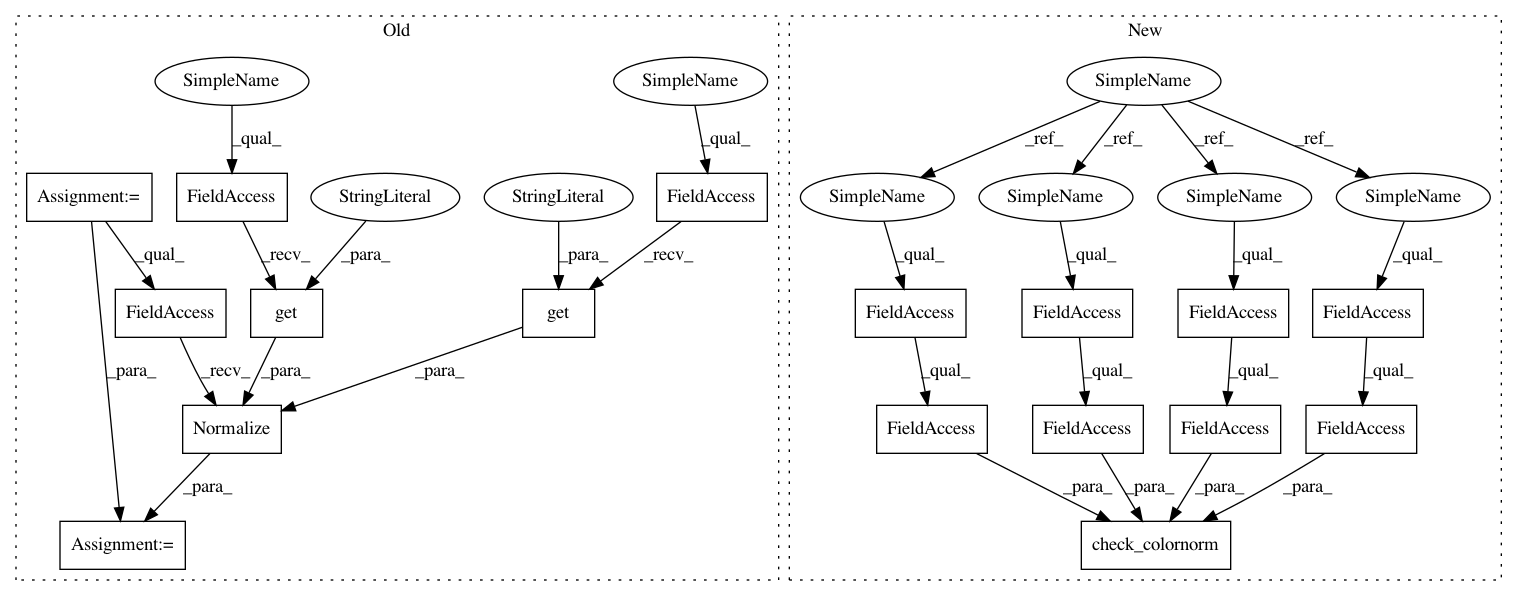 Old
New
SimpleName
SimpleName
SimpleName
_qual_
_qual_
_ref_
_ref_
_ref_
_ref_
Assignment:=
FieldAccess
StringLiteral
StringLiteral
FieldAccess
SimpleName
SimpleName
SimpleName
SimpleName
_qual_
_recv_
_para_
_para_
_recv_
_qual_
_qual_
_qual_
_qual_
FieldAccess
get
get
FieldAccess
FieldAccess
FieldAccess
FieldAccess
_para_
_recv_
_para_
_para_
_qual_
_qual_
_qual_
_qual_
Normalize
FieldAccess
FieldAccess
FieldAccess
FieldAccess
_para_
_para_
_para_
_para_
_para_
Assignment:=
check_colornorm